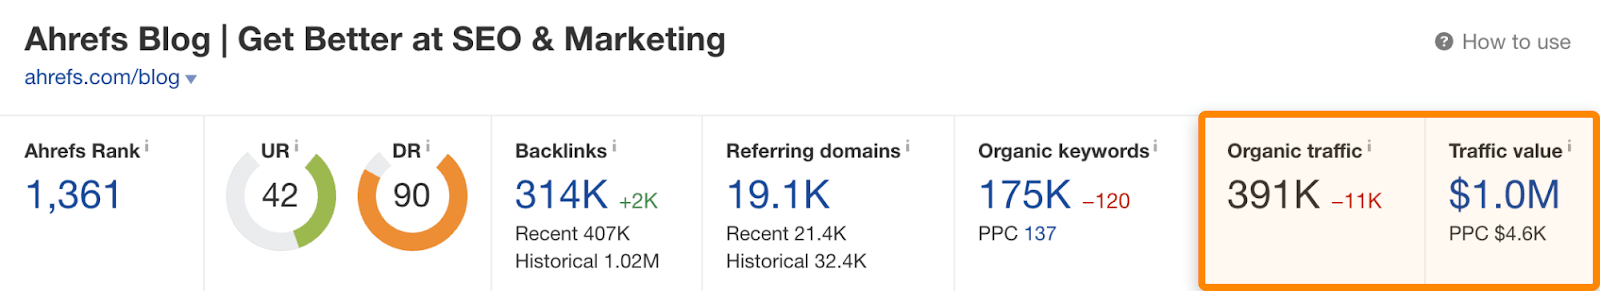 Ahrefs Blog | Get Better at SEO & Marketing
? How to use
ahrefs.com/blog
Ahrefs Rank i
1,361
UR i
42
DR i
90
Backlinks i
314K +2K
Recent 407K
Historical 1.02M
Referring domains i
19.1K
Recent 21.4K
Historical 32.4K
Organic keywords i
175K −120
PPC 137
Organic traffic i
391K −11K
Traffic value i
$1.0M
PPC $4.6K